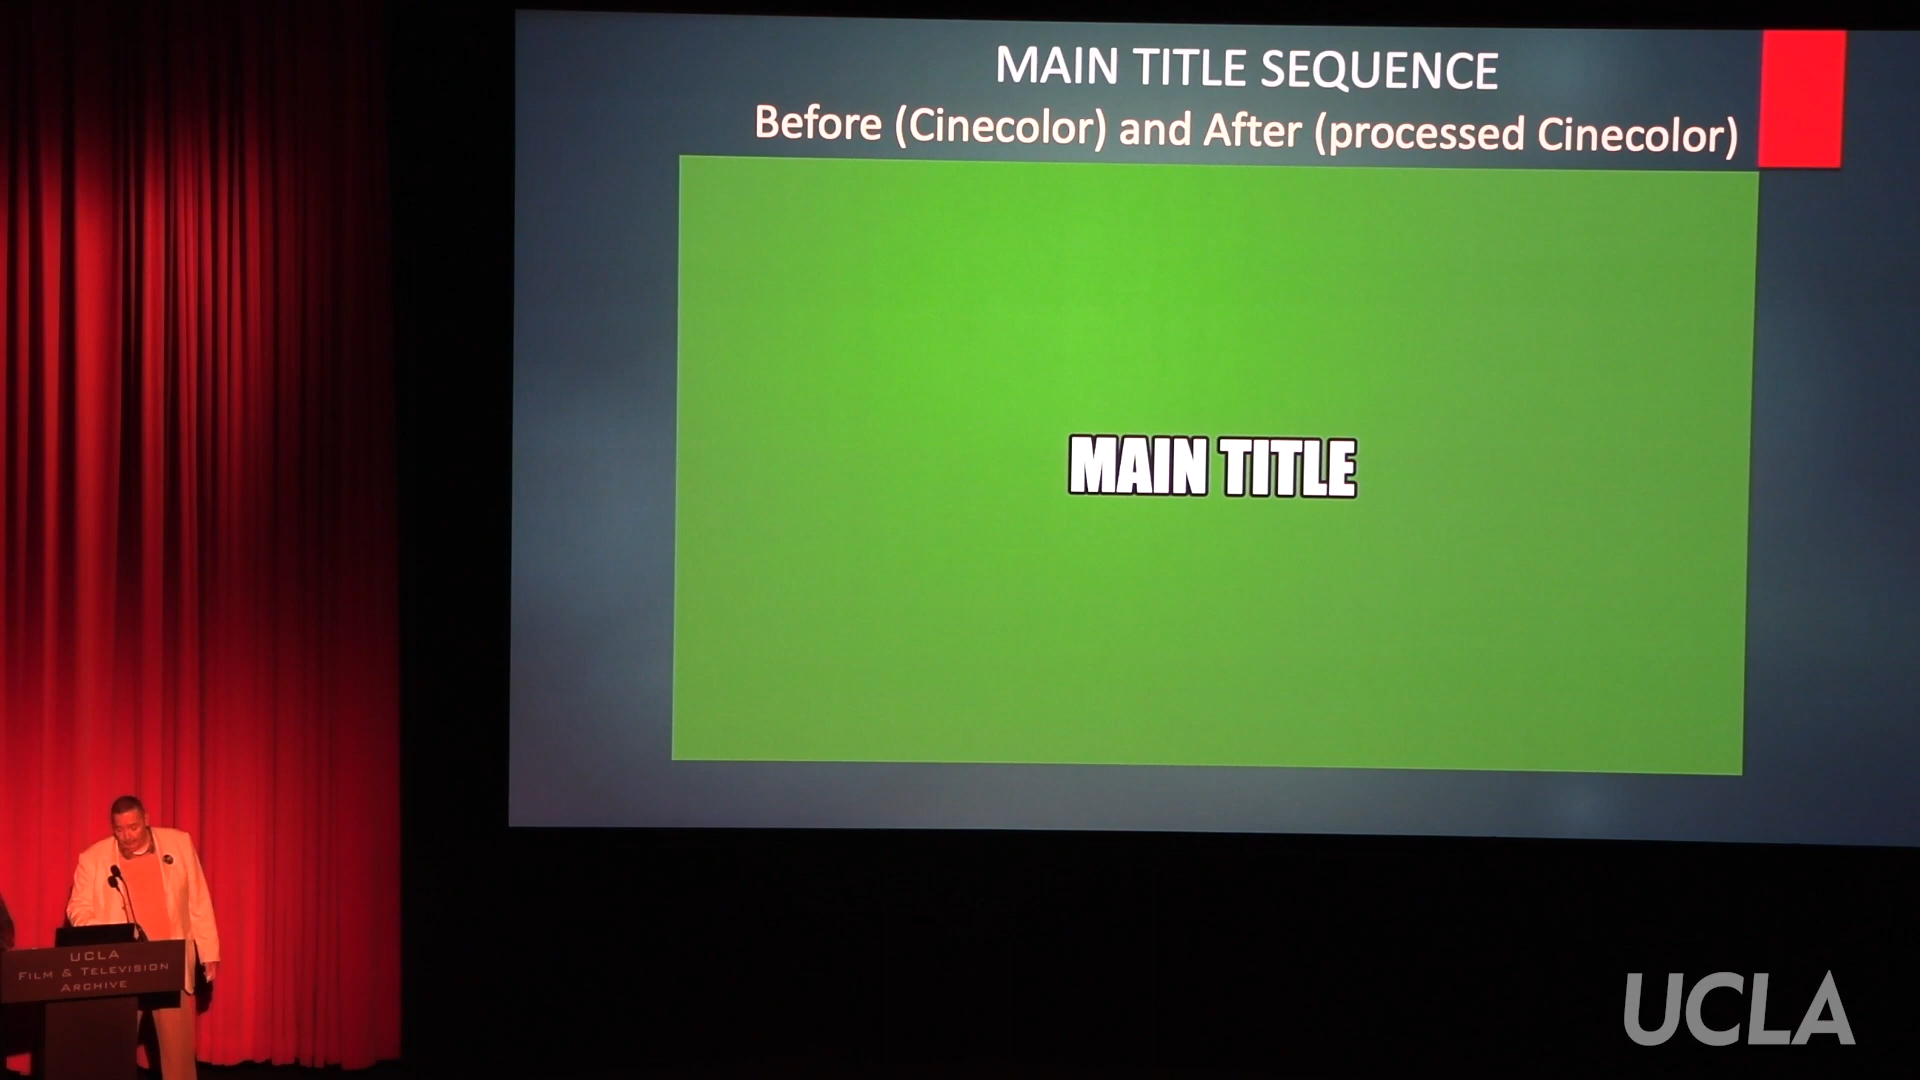 MAIN TITLE SEQUENCE
Before (Cinecolor) and After (processed Cinecolor)
MAIN TITLE
UCLA
FILM & TELEVISION
ARCHIVE
UCLA